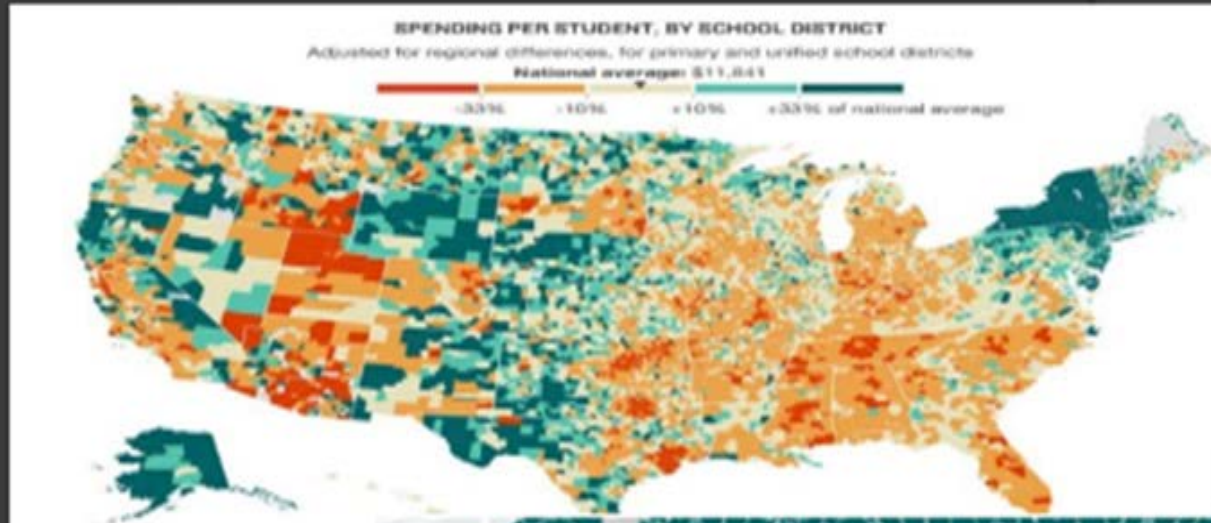 SPENDING PER STUDENT, BY SCHOOL DISTRICT
Adjusted for regional differences, for primary and unified school districts
National average: $11,841
-33% -10% +10% +33% of national average